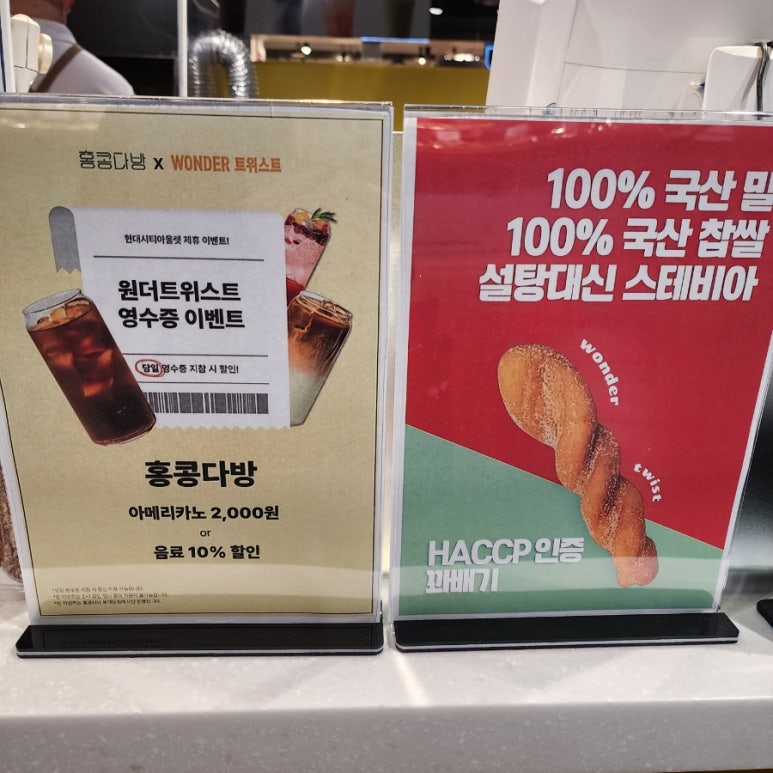 홍콩다방 x WONDER 트위스트
현대시티아울렛 제휴 이벤트!
원더트위스트
영수증 이벤트
당일 영수증 지참 시 할인!
홍콩다방
아메리카노 2,000원
or
음료 10% 할인
100% 국산 밀
100% 국산 찹쌀
설탕대신 스테비아
wonder
twist
HACCP 인증
꽈배기